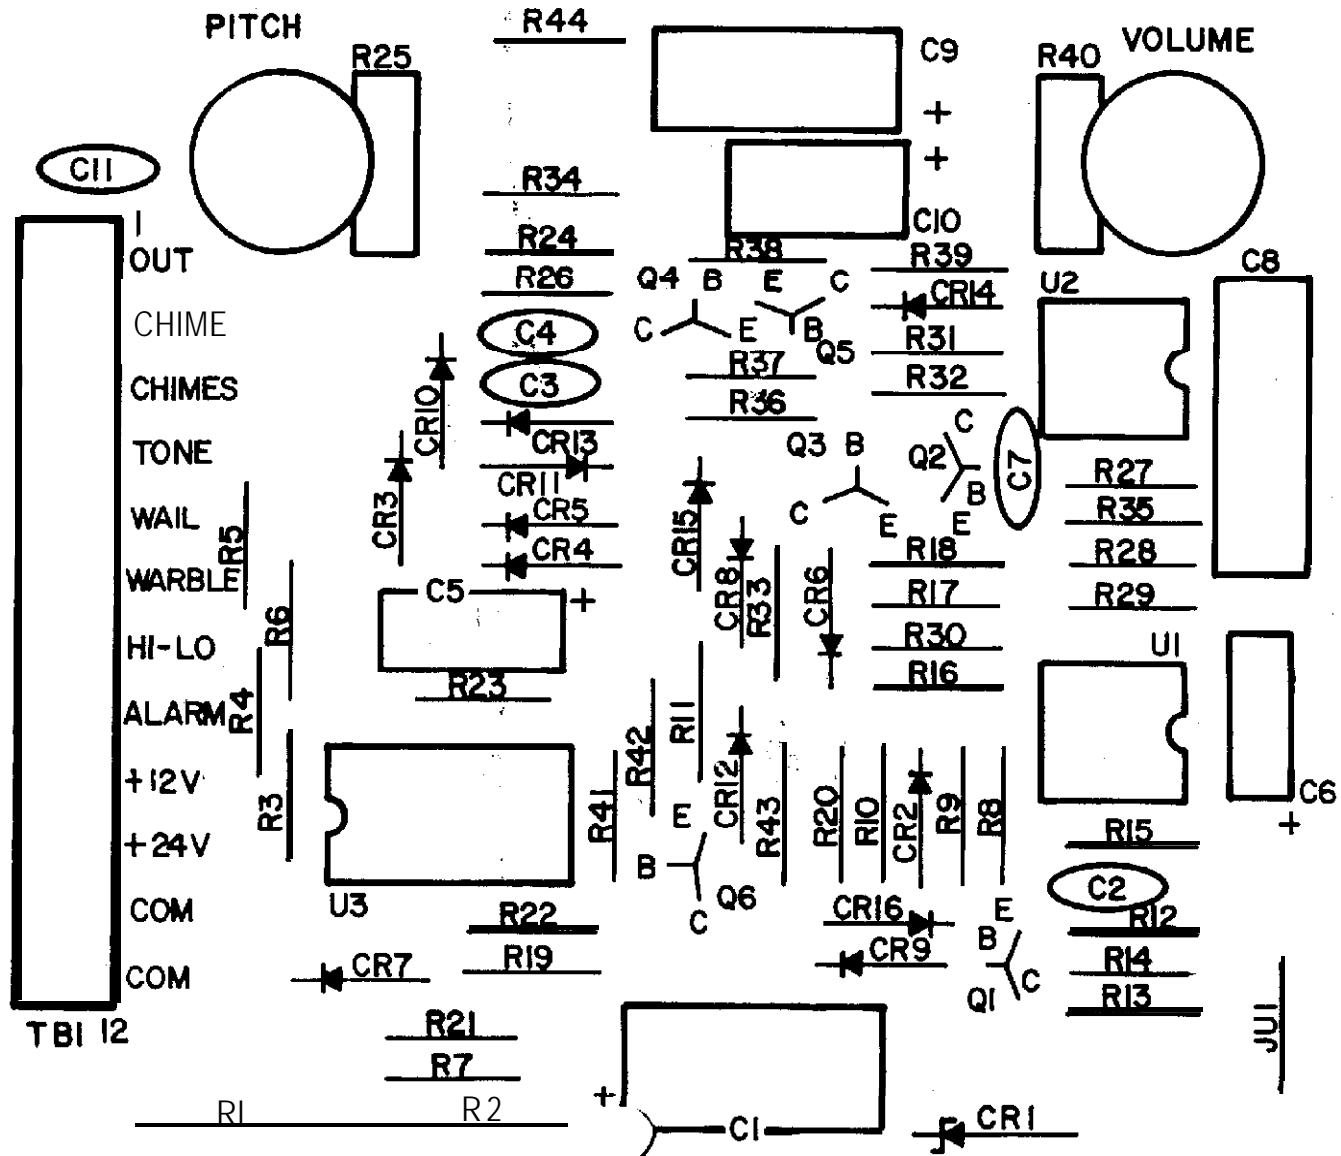 PITCH
R44
VOLUME
R25
C9
R40
+
C11
+
R34
C10
1
OUT
R24
R38
R39
C8
R26
Q4 B E C
CR14
U2
CHIME
C4
C E B Q5
R31
CHIMES
C3
R37
R32
CR10
R36
TONE
CR13
Q3 B
Q2 C
C7
R27
CR3
CR11
CR15
C E
B
E
R35
WAIL
R5
CR5
CR4
R18
R28
WARBLE
C5 +
CR8
R33
CR6
R17
R29
HI-LO
R6
R30
U1
R4
R23
R16
ALARM
R42
R11
CR12
+12V
R3
R41
E
R43
R20
R10
CR2
R9
R8
C6
+
+24V
B
R15
U3
C
Q6
C2
COM
R22
CR16
E
B
R12
COM
CR7
R19
CR9
C
Q1
R14
R13
TB1 12
R21
JU1
R7
+
R1
R2
C1
CR1